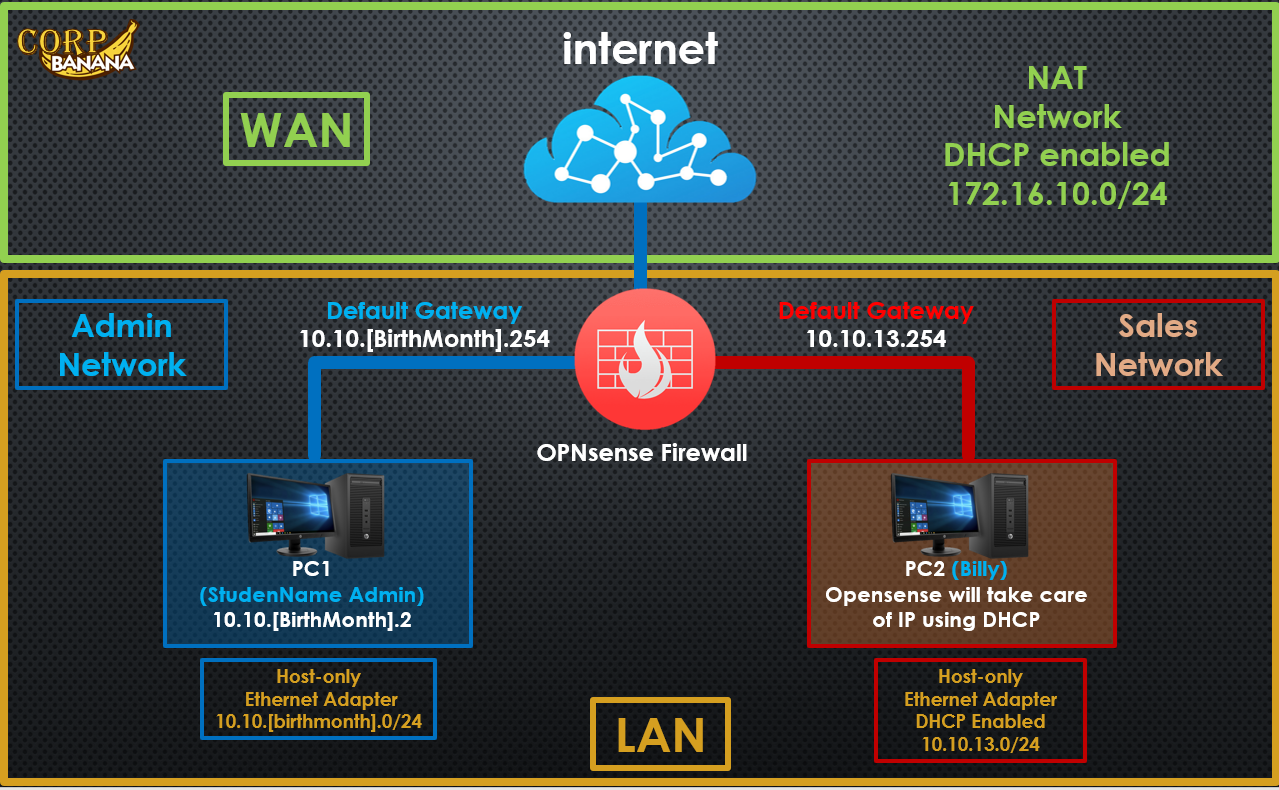 CORP
BANANA
internet
WAN
NAT
Network
DHCP enabled
172.16.10.0/24
Admin
Network
Default Gateway
10.10.[BirthMonth].254
Default Gateway
10.10.13.254
Sales
Network
OPNsense Firewall
PC1
(StudenName Admin)
10.10.[BirthMonth].2
PC2 (Billy)
Opensense will take care
of IP using DHCP
Host-only
Ethernet Adapter
10.10.[birthmonth].0/24
LAN
Host-only
Ethernet Adapter
DHCP Enabled
10.10.13.0/24